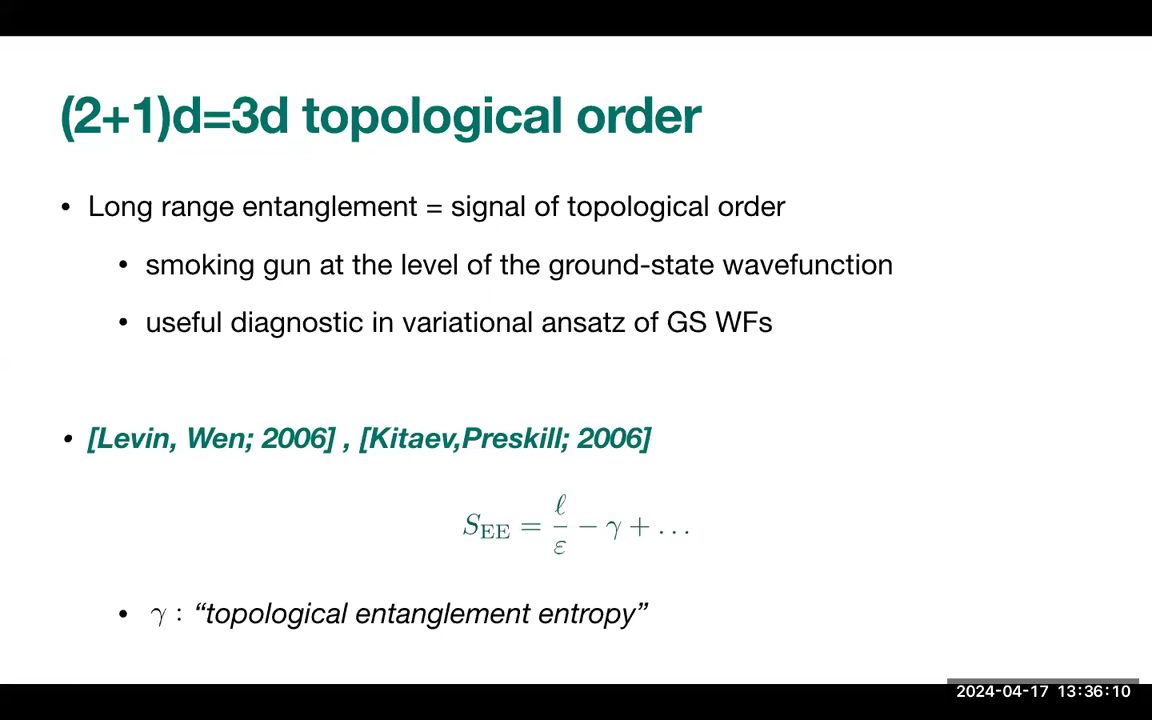 (2+1)d=3d topological order
• Long range entanglement = signal of topological order
• smoking gun at the level of the ground-state wavefunction
• useful diagnostic in variational ansatz of GS WFs
• [Levin, Wen; 2006] , [Kitaev,Preskill; 2006]
S_EE = ℓ/ε − γ + …
• γ : “topological entanglement entropy”
2024-04-17 13:36:10